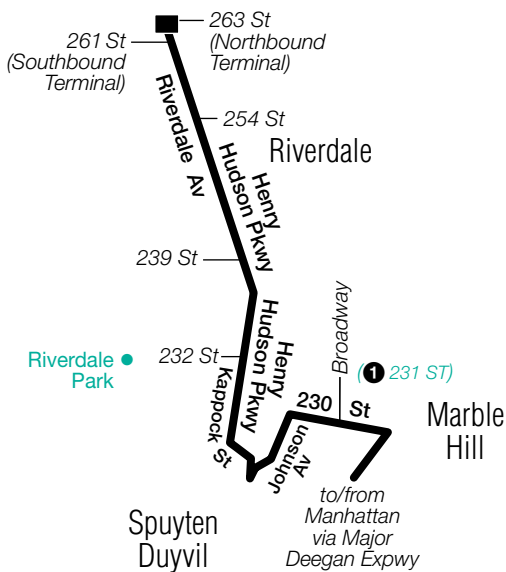 263 St
(Northbound
Terminal)
261 St
(Southbound
Terminal)
254 St
Riverdale
Riverdale Av
Henry
Hudson Pkwy
239 St
Henry
Hudson Pkwy
Riverdale
Park
232 St
Broadway
(1 231 ST)
Kappock St
230 St
Marble
Hill
Johnson
Av
to/from
Manhattan
via Major
Deegan Expwy
Spuyten
Duyvil